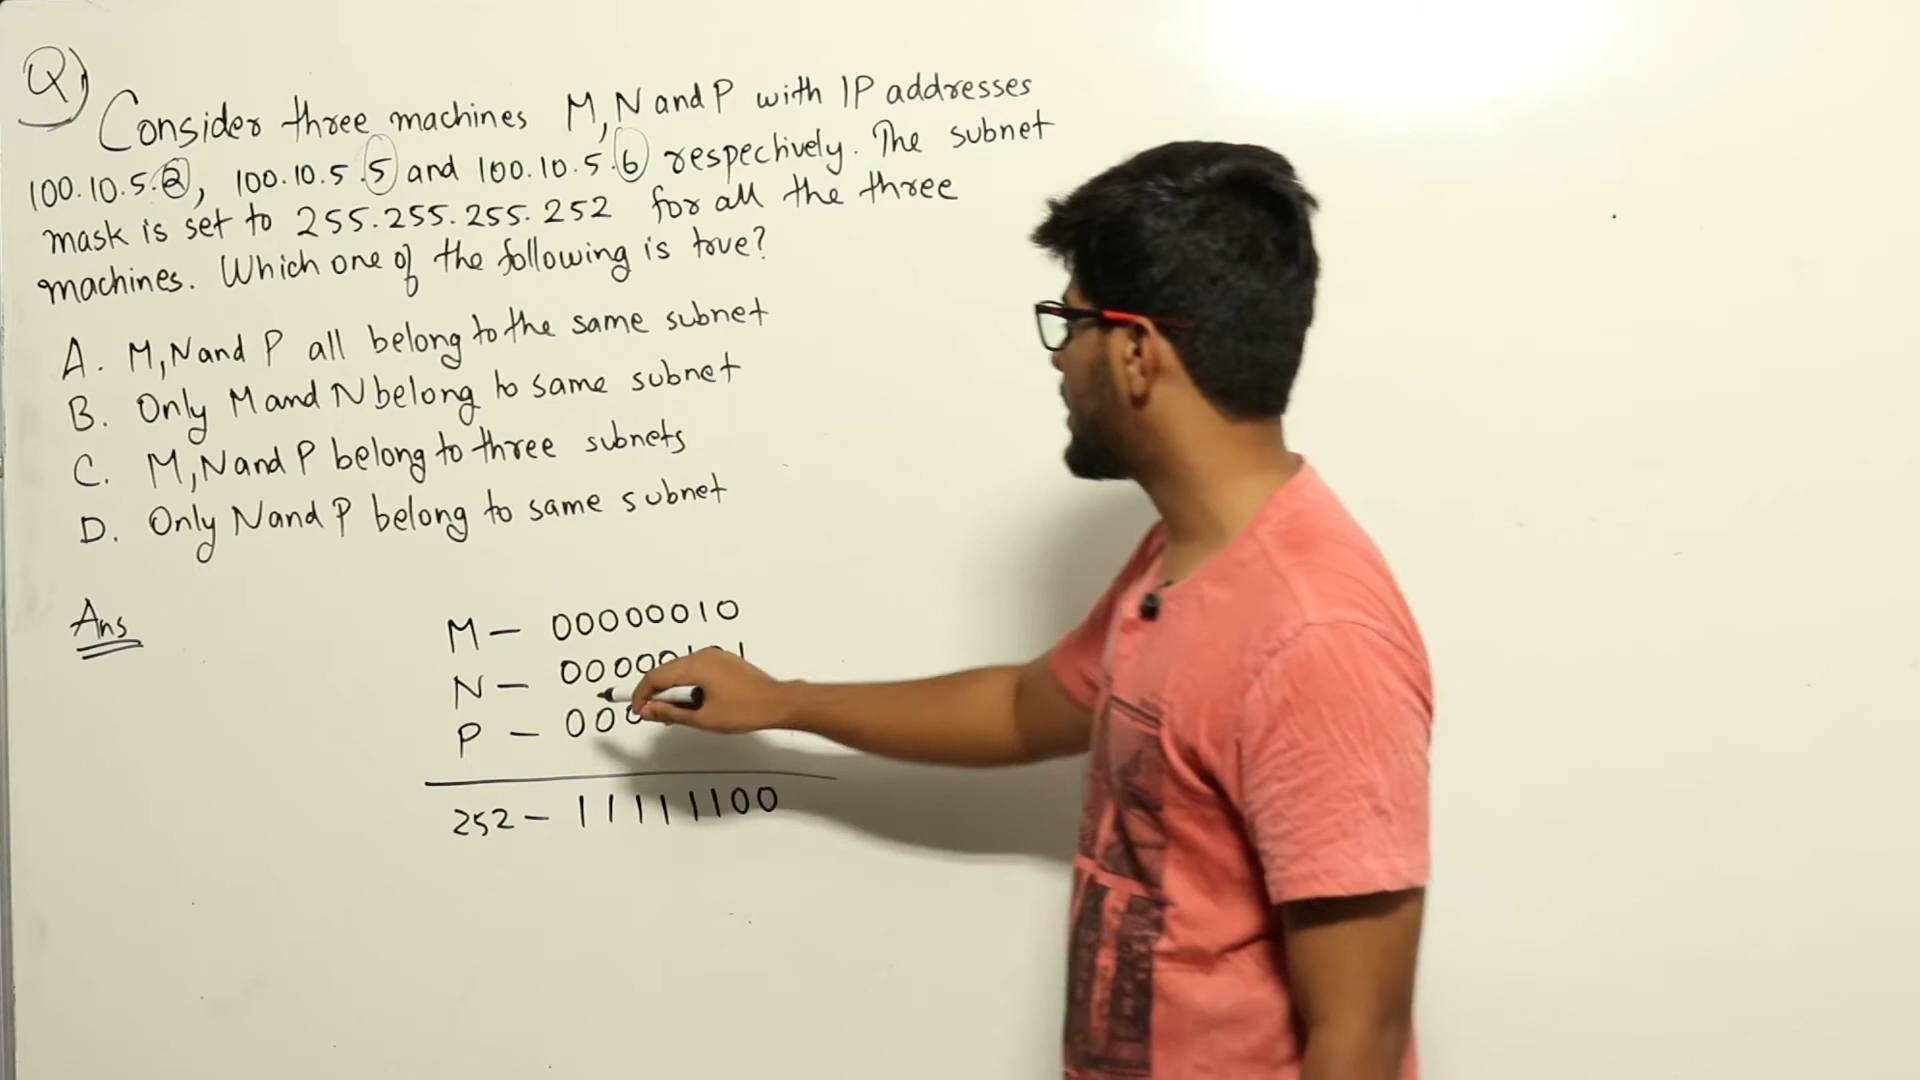 Q)
Consider three machines M, N and P with IP addresses
100.10.5.2, 100.10.5.5 and 100.10.5.6 respectively. The subnet
mask is set to 255.255.255.252 for all the three
machines. Which one of the following is true?
A. M, N and P all belong to the same subnet
B. Only M and N belong to same subnet
C. M, N and P belong to three subnets
D. Only N and P belong to same subnet
Ans
M - 00000010
N - 00000101
P - 000
252 - 11111100